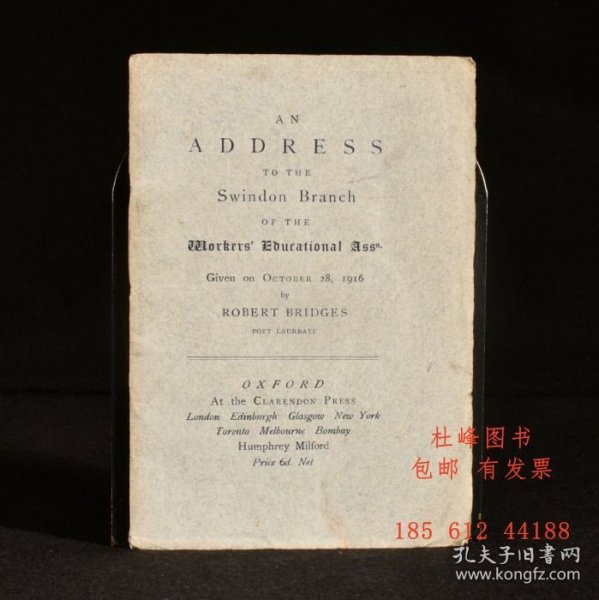 AN
ADDRESS
TO THE
Swindon Branch
OF THE
Workers' Educational Assn.
Given on OCTOBER 28, 1916
by
ROBERT BRIDGES
POET LAUREATE
OXFORD
At the CLARENDON PRESS
London Edinburgh Glasgow New York
Toronto Melbourne Bombay
Humphrey Milford
Price 6d. Net
杜峰图书
包邮 有发票
185 612 44188
孔夫子旧书网
www.kongfz.com